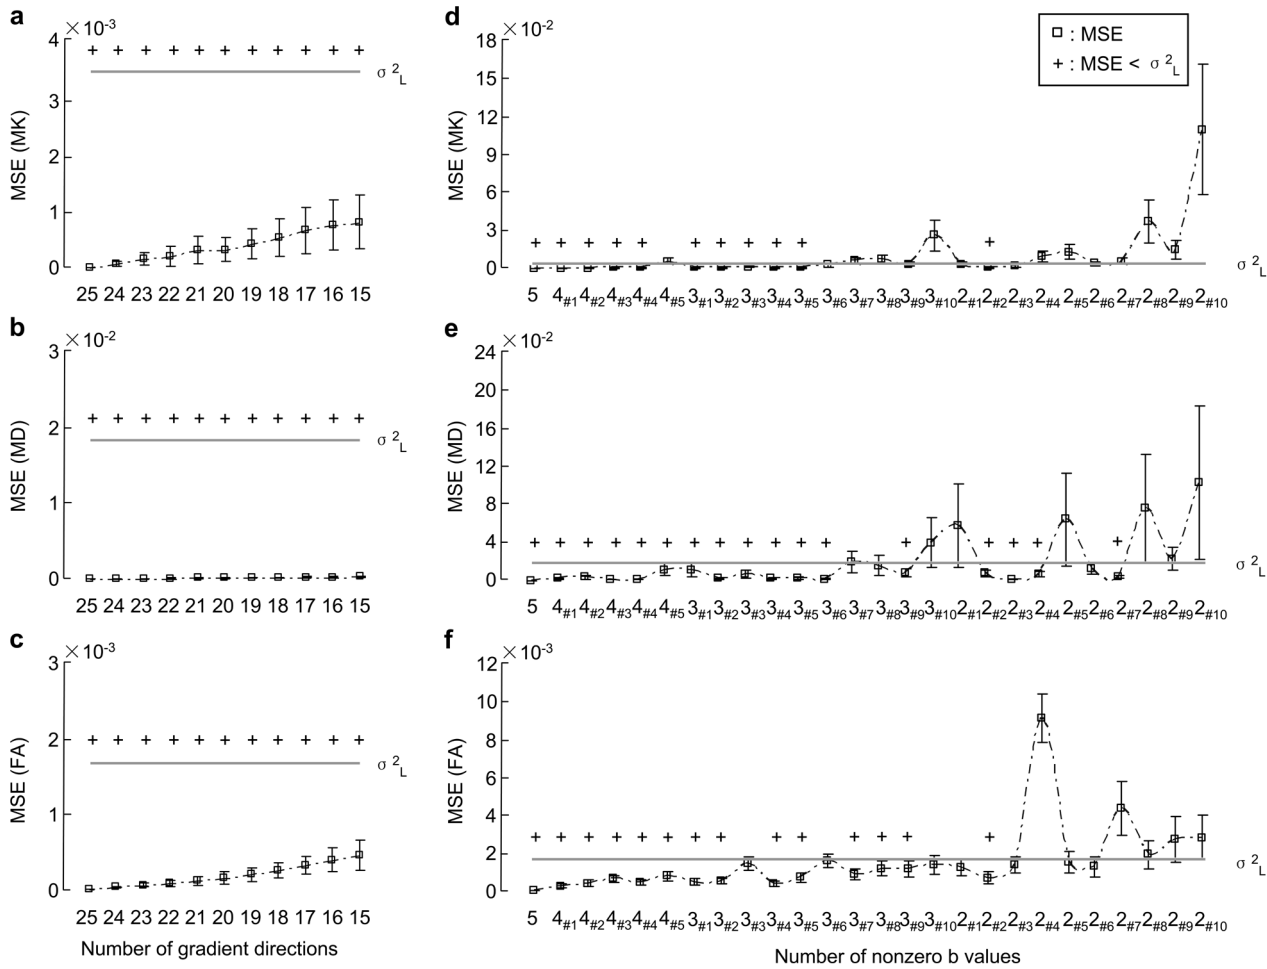 a
×10⁻³
4
3
2
1
0
MSE (MK)
+ + + + + + + + + + +
σ²L
25 24 23 22 21 20 19 18 17 16 15
b
×10⁻²
3
2
1
0
MSE (MD)
+ + + + + + + + + + +
σ²L
25 24 23 22 21 20 19 18 17 16 15
c
×10⁻³
3
2
1
0
MSE (FA)
+ + + + + + + + + + +
σ²L
25 24 23 22 21 20 19 18 17 16 15
Number of gradient directions
d
×10⁻²
18
15
12
9
6
3
0
MSE (MK)
: MSE
+ : MSE < σ²L
+ + + + + + + + + + +
σ²L
5 4#1 4#2 4#3 4#4 4#5 3#1 3#2 3#3 3#4 3#5 3#6 3#7 3#8 3#9 3#10 2#1 2#2 2#3 2#4 2#5 2#6 2#7 2#8 2#9 2#10
e
×10⁻²
24
20
16
12
8
4
0
MSE (MD)
+ + + + + + + + + + + + + + + + +
σ²L
5 4#1 4#2 4#3 4#4 4#5 3#1 3#2 3#3 3#4 3#5 3#6 3#7 3#8 3#9 3#10 2#1 2#2 2#3 2#4 2#5 2#6 2#7 2#8 2#9 2#10
f
×10⁻³
12
10
8
6
4
2
0
MSE (FA)
+ + + + + + + + + + + + + + +
σ²L
5 4#1 4#2 4#3 4#4 4#5 3#1 3#2 3#3 3#4 3#5 3#6 3#7 3#8 3#9 3#10 2#1 2#2 2#3 2#4 2#5 2#6 2#7 2#8 2#9 2#10
Number of nonzero b values